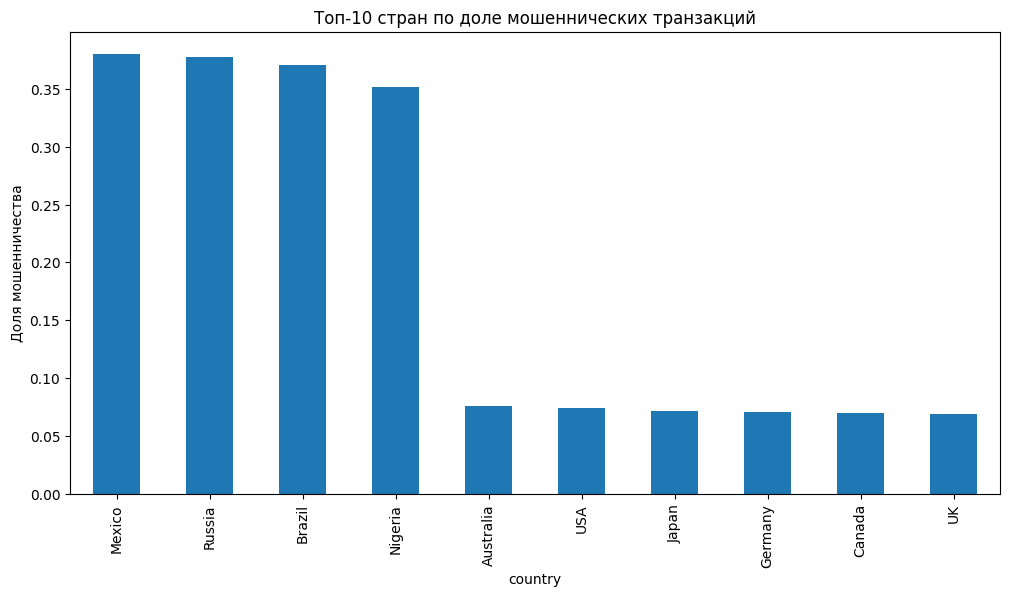 Топ-10 стран по доле мошеннических транзакций
Доля мошенничества
0.35
0.30
0.25
0.20
0.15
0.10
0.05
0.00
Mexico
Russia
Brazil
Nigeria
Australia
USA
Japan
Germany
Canada
UK
country